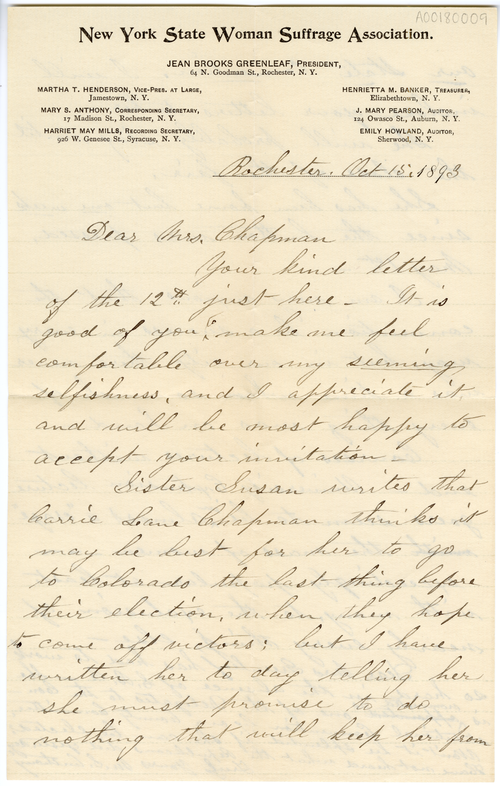 A00180009
New York State Woman Suffrage Association.
JEAN BROOKS GREENLEAF, PRESIDENT,
64 N. Goodman St., Rochester, N. Y.
MARTHA T. HENDERSON, VICE-PRES. AT LARGE,
Jamestown, N. Y.
MARY S. ANTHONY, CORRESPONDING SECRETARY,
17 Madison St., Rochester, N. Y.
HARRIET MAY MILLS, RECORDING SECRETARY,
926 W. Genesee St., Syracuse, N. Y.
HENRIETTA M. BANKER, TREASURER,
Elizabethtown, N. Y.
J. MARY PEARSON, AUDITOR,
124 Owasco St., Auburn, N. Y.
EMILY HOWLAND, AUDITOR,
Sherwood, N. Y.
Rochester. Oct 15, 1893
Dear Mrs. Chapman
Your kind letter
of the 12th just here - It is
good of you to make me feel
comfortable over my seeming
selfishness, and I appreciate it
and will be most happy to
accept your invitation -
Sister Susan writes that
Carrie Lane Chapman thinks it
may be best for her to go
to Colorado the last thing before
their election, when they hope
to come off victors; but I have
written her to day telling her
she must promise to do
nothing that will keep her from